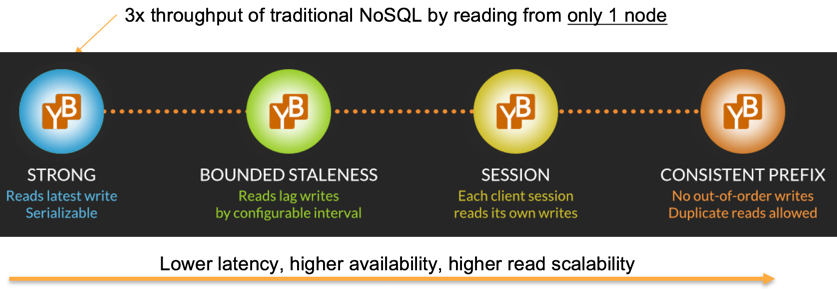 3x throughput of traditional NoSQL by reading from only 1 node
YB YB YB YB
STRONG
Reads latest write
Serializable
BOUNDED STALENESS
Reads lag writes
by configurable interval
SESSION
Each client session
reads its own writes
CONSISTENT PREFIX
No out-of-order writes
Duplicate reads allowed
Lower latency, higher availability, higher read scalability